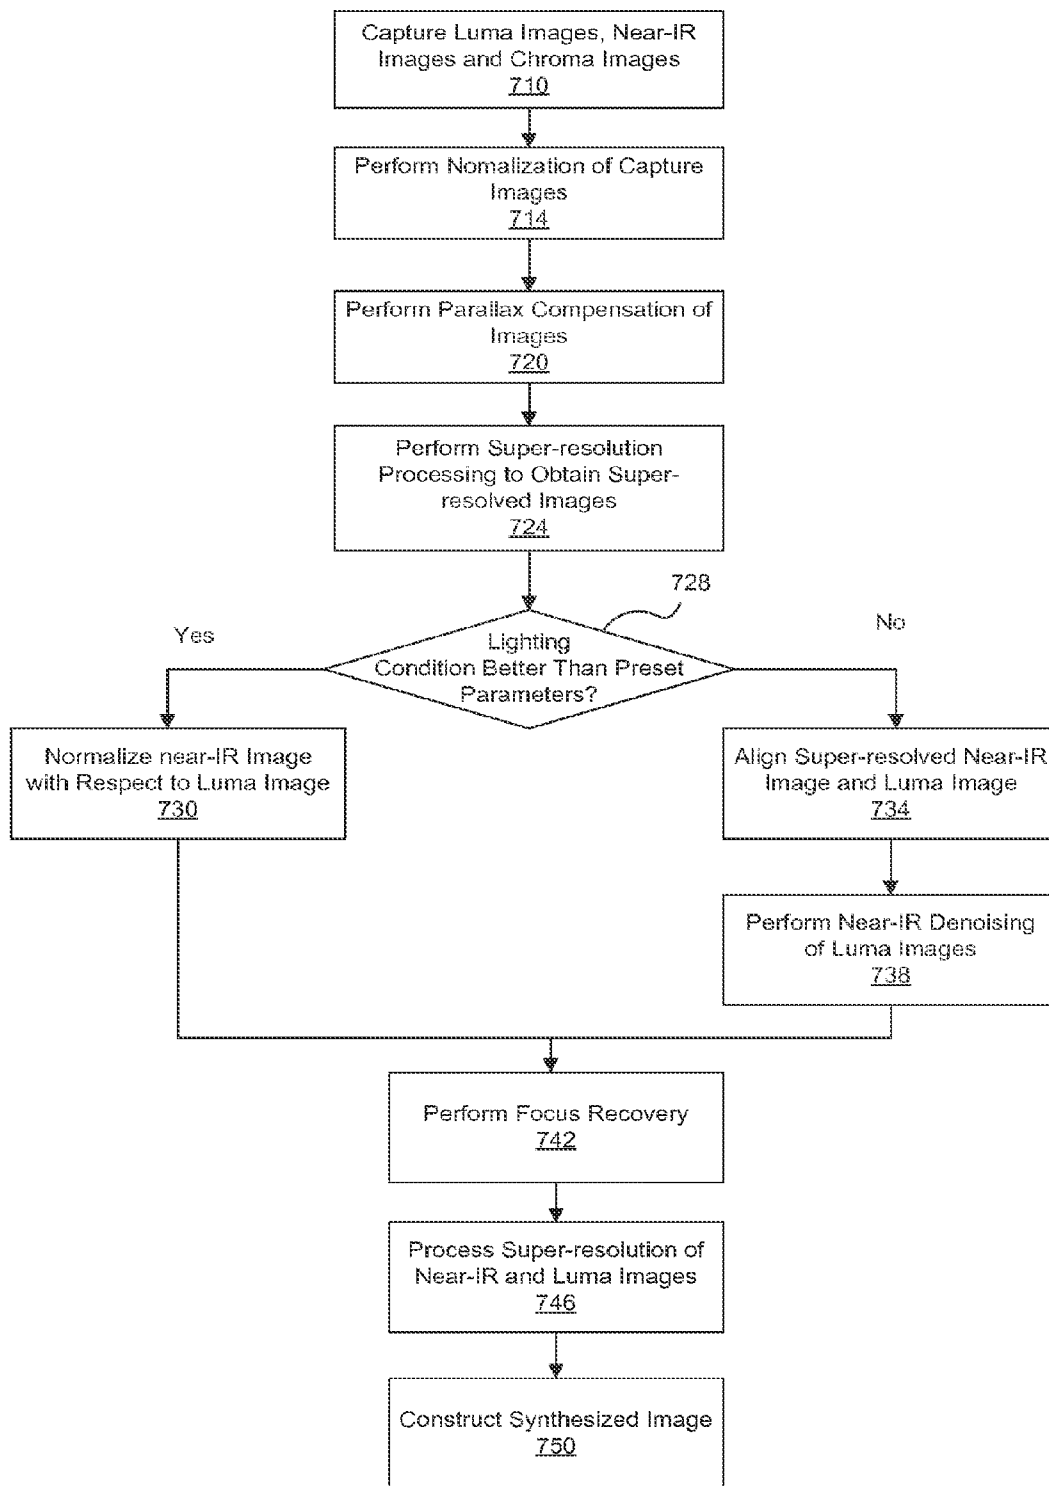 Capture Luma Images, Near-IR
Images and Chroma Images
710
Perform Nomalization of Capture
Images
714
Perform Parallax Compensation of
Images
720
Perform Super-resolution
Processing to Obtain Super-
resolved Images
724
728
Yes
No
Lighting
Condition Better Than Preset
Parameters?
Normalize near-IR Image
with Respect to Luma Image
730
Align Super-resolved Near-IR
Image and Luma Image
734
Perform Near-IR Denoising
of Luma Images
738
Perform Focus Recovery
742
Process Super-resolution of
Near-IR and Luma Images
746
Construct Synthesized Image
750